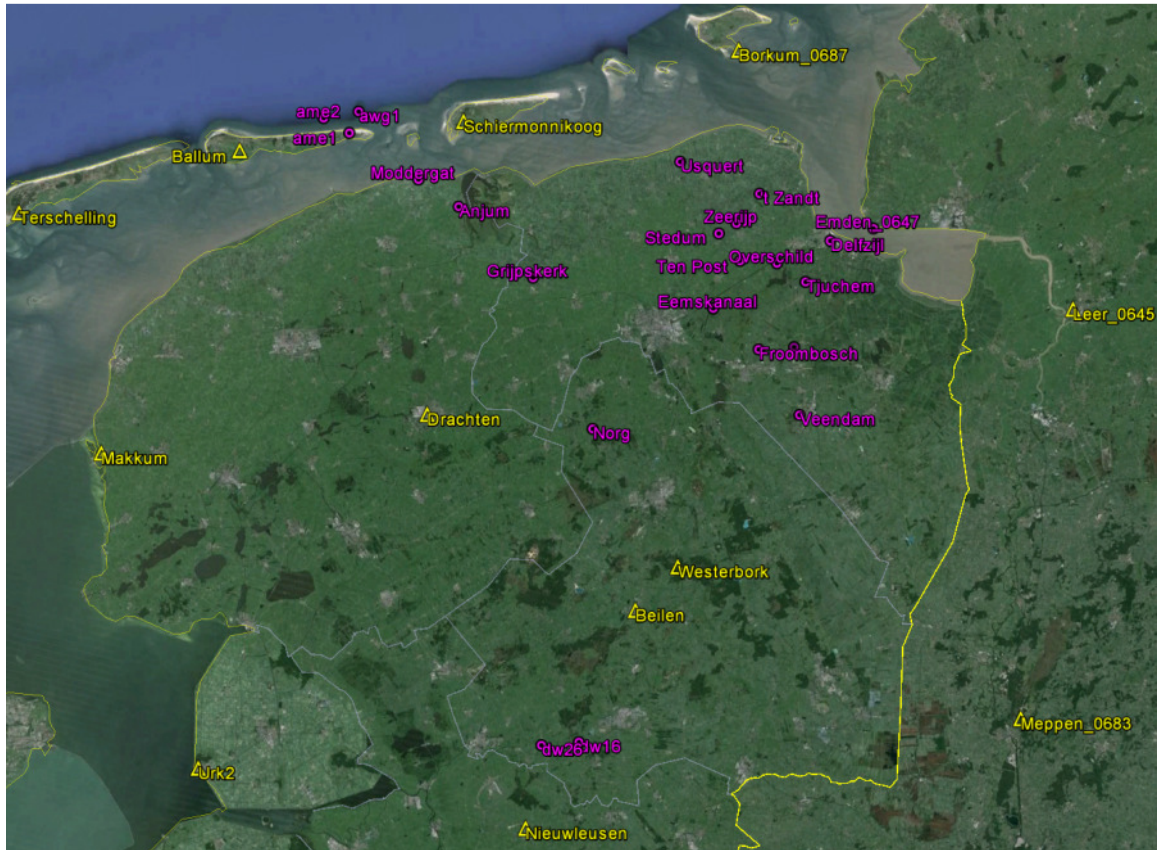 Borkum_0687
ame2
awg1
Schiermonnikoog
ame1
Ballum
Moddergat
Usquert
't Zandt
Terschelling
Anjum
Zeerijp
Emden_0647
Stedum
Delfzijl
Overschild
Ten Post
Grijpskerk
Tjuchem
Eemskanaal
Leer_0645
Froombosch
Drachten
Veendam
Norg
Makkum
Westerbork
Beilen
Meppen_0683
dw26
dw16
Urk2
Nieuwleusen